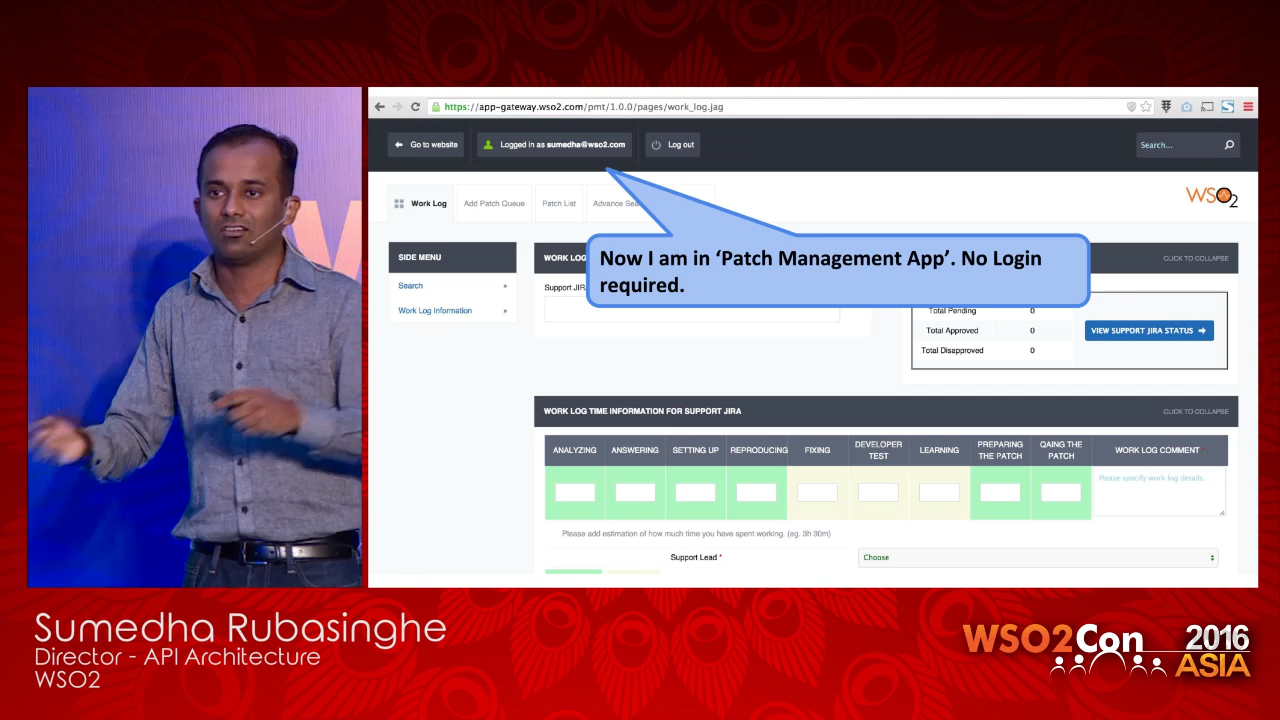 https://app-gateway.wso2.com/pmt/1.0.0/pages/work_log.jag
Go to website
Logged in as sumedha@wso2.com
Log out
Search...
Work Log
Add Patch Queue
Patch List
Advance Sea
WSO2
Now I am in ‘Patch Management App’. No Login
required.
SIDE MENU
Search
Work Log Information
WORK LOG
CLICK TO COLLAPSE
Support JIR
Total Pending 0
Total Approved 0
Total Disapproved 0
VIEW SUPPORT JIRA STATUS
WORK LOG TIME INFORMATION FOR SUPPORT JIRA
CLICK TO COLLAPSE
ANALYZING
ANSWERING
SETTING UP
REPRODUCING
FIXING
DEVELOPER
TEST
LEARNING
PREPARING
THE PATCH
QAING THE
PATCH
WORK LOG COMMENT *
Please specify work log details.
Please add estimation of how much time you have spent working. (eg. 3h 30m)
Support Lead *
Choose
Sumedha Rubasinghe
Director - API Architecture
WSO2
WSO2Con 2016
ASIA